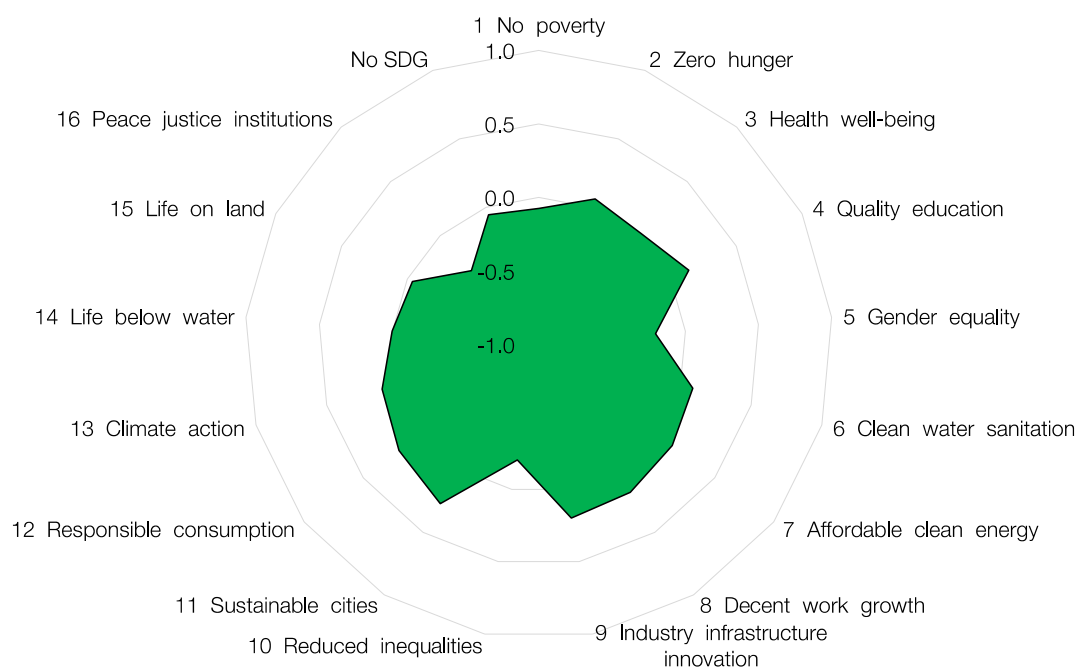 1 No poverty
1.0
No SDG
2 Zero hunger
16 Peace justice institutions
0.5
3 Health well-being
15 Life on land
0.0
4 Quality education
-0.5
14 Life below water
-1.0
5 Gender equality
13 Climate action
6 Clean water sanitation
12 Responsible consumption
7 Affordable clean energy
11 Sustainable cities
8 Decent work growth
10 Reduced inequalities
9 Industry infrastructure
innovation